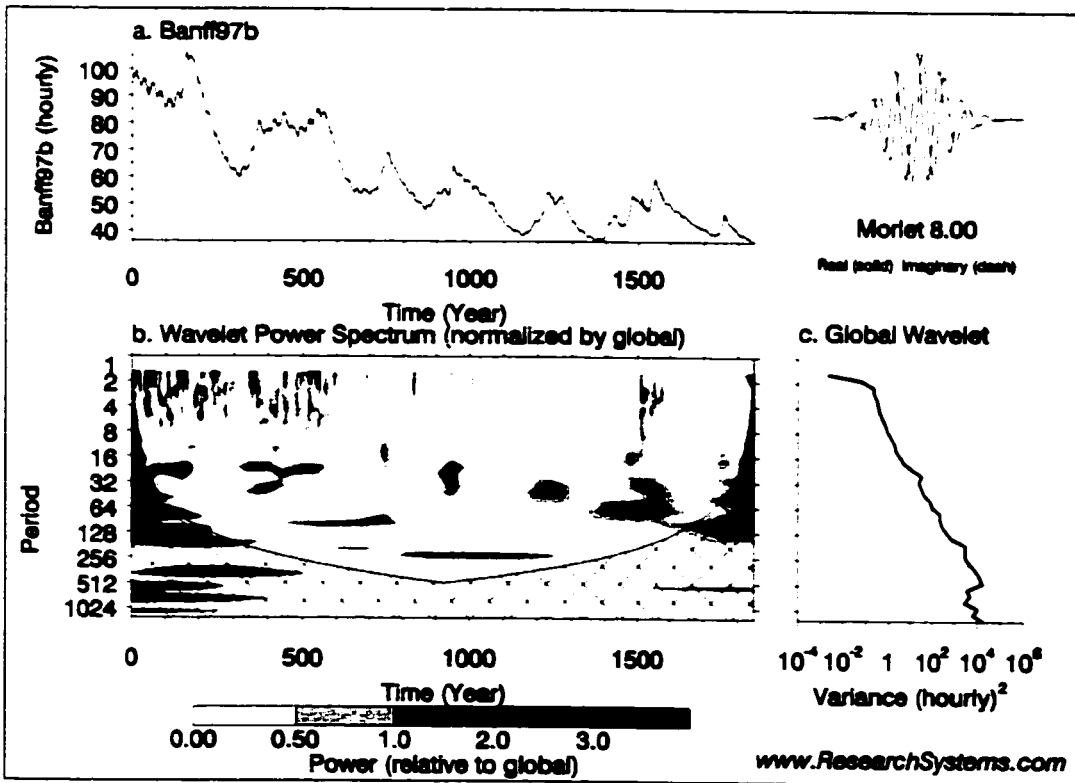 a. Banff97b
Banff97b (hourly)
100
90
80
70
60
50
40
0 500 1000 1500
Time (Year)
Morlet 8.00
Real (solid) Imaginary (dash)
b. Wavelet Power Spectrum (normalized by global)
Period
1
2
4
8
16
32
64
128
256
512
1024
0 500 1000 1500
Time (Year)
0.00 0.50 1.0 2.0 3.0
Power (relative to global)
c. Global Wavelet
10⁻⁴ 10⁻² 1 10² 10⁴ 10⁶
Variance (hourly)²
www.ResearchSystems.com